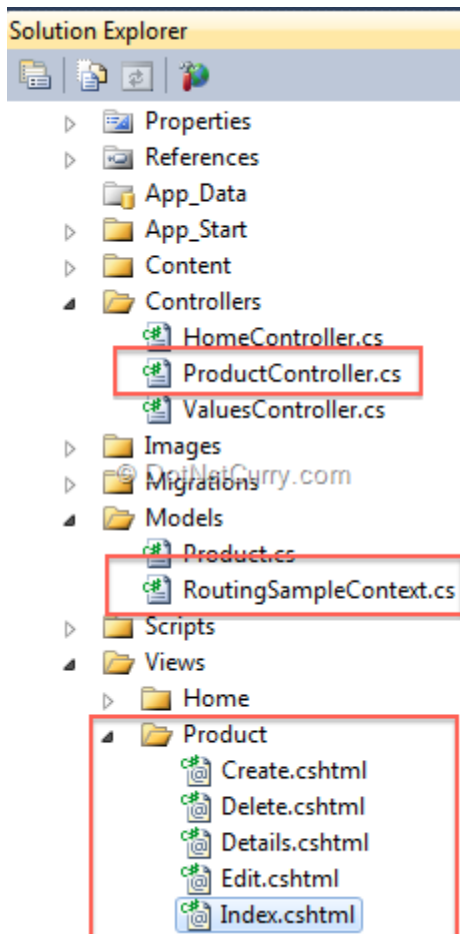 Solution Explorer
Properties
References
App_Data
App_Start
Content
Controllers
HomeController.cs
ProductController.cs
ValuesController.cs
Images
© DotNetCurry.com
Migrations
Models
Product.cs
RoutingSampleContext.cs
Scripts
Views
Home
Product
Create.cshtml
Delete.cshtml
Details.cshtml
Edit.cshtml
Index.cshtml